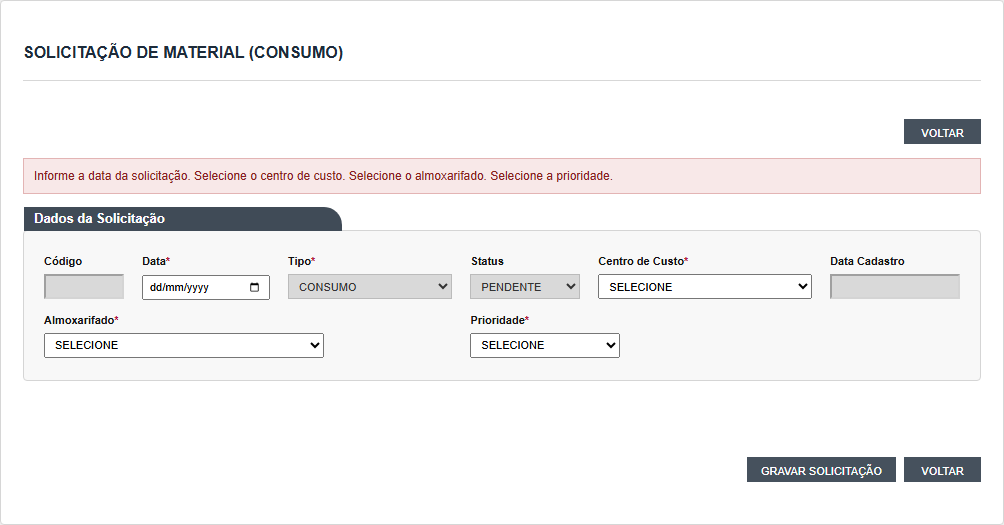 SOLICITAÇÃO DE MATERIAL (CONSUMO)
VOLTAR
Informe a data da solicitação. Selecione o centro de custo. Selecione o almoxarifado. Selecione a prioridade.
Dados da Solicitação
Código Data* Tipo* Status Centro de Custo* Data Cadastro
dd/mm/yyyy CONSUMO PENDENTE SELECIONE
Almoxarifado* Prioridade*
SELECIONE SELECIONE
GRAVAR SOLICITAÇÃO VOLTAR